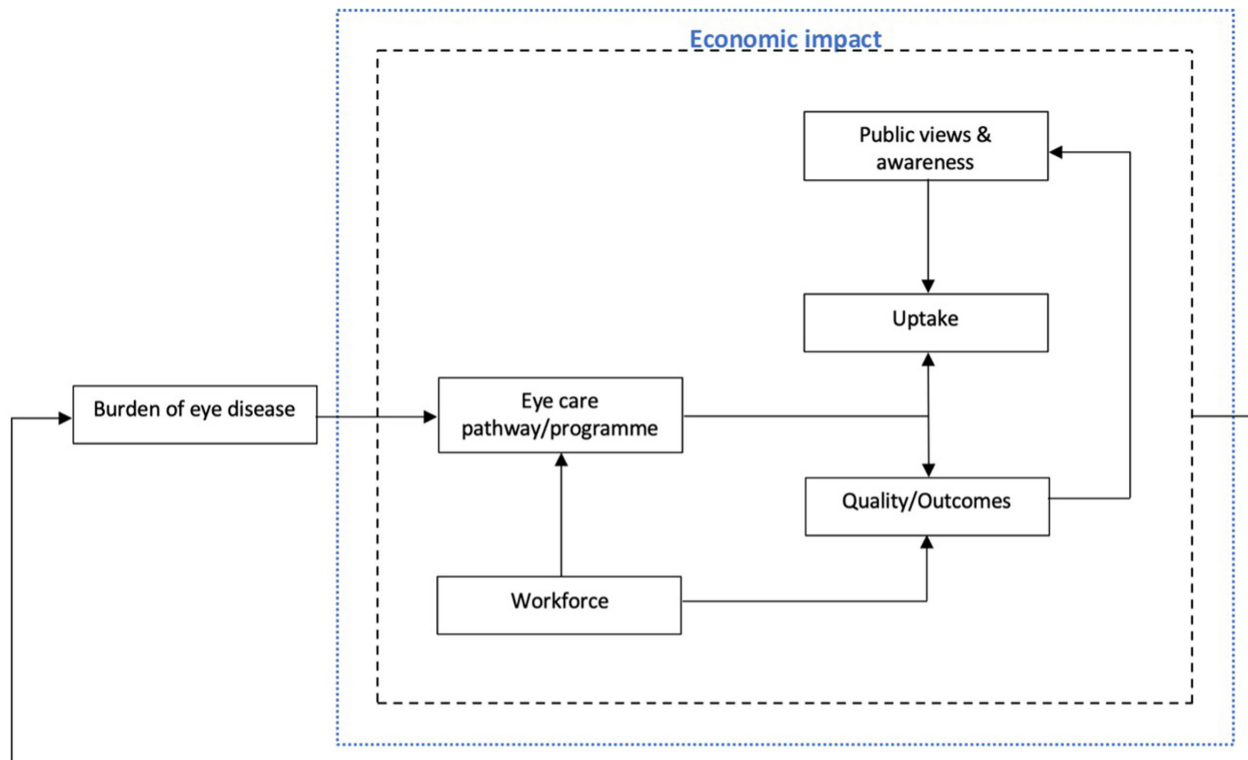 Economic impact
Public views &
awareness
Uptake
Burden of eye disease
Eye care
pathway/programme
Quality/Outcomes
Workforce